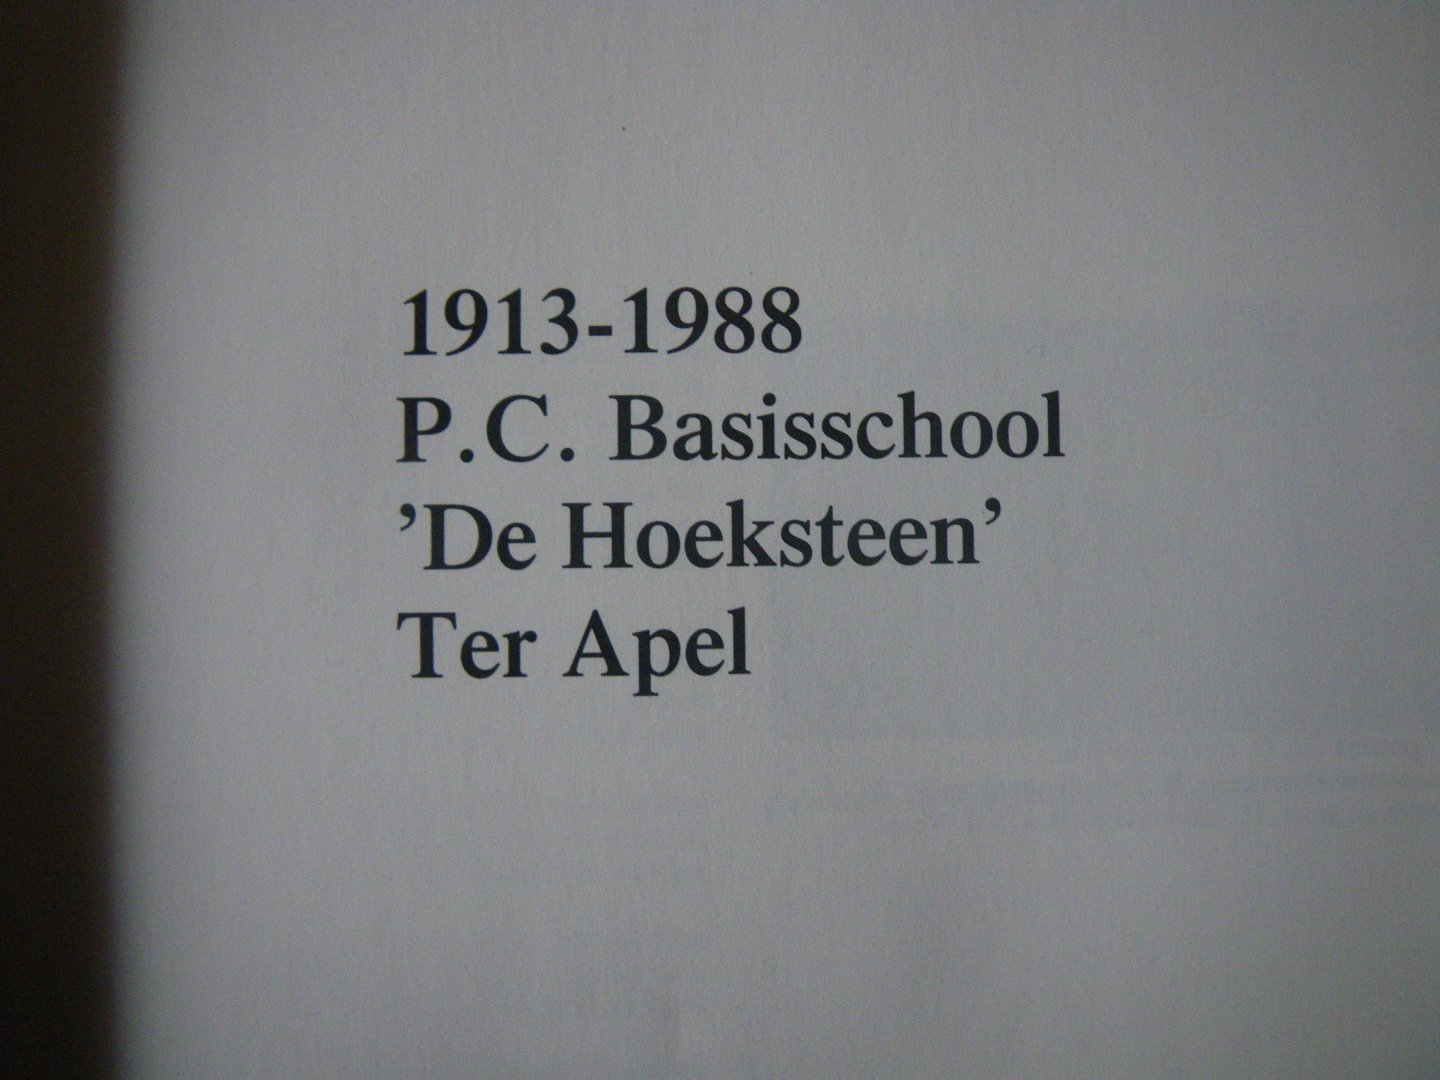 1913-1988
P.C. Basisschool
’De Hoeksteen’
Ter Apel